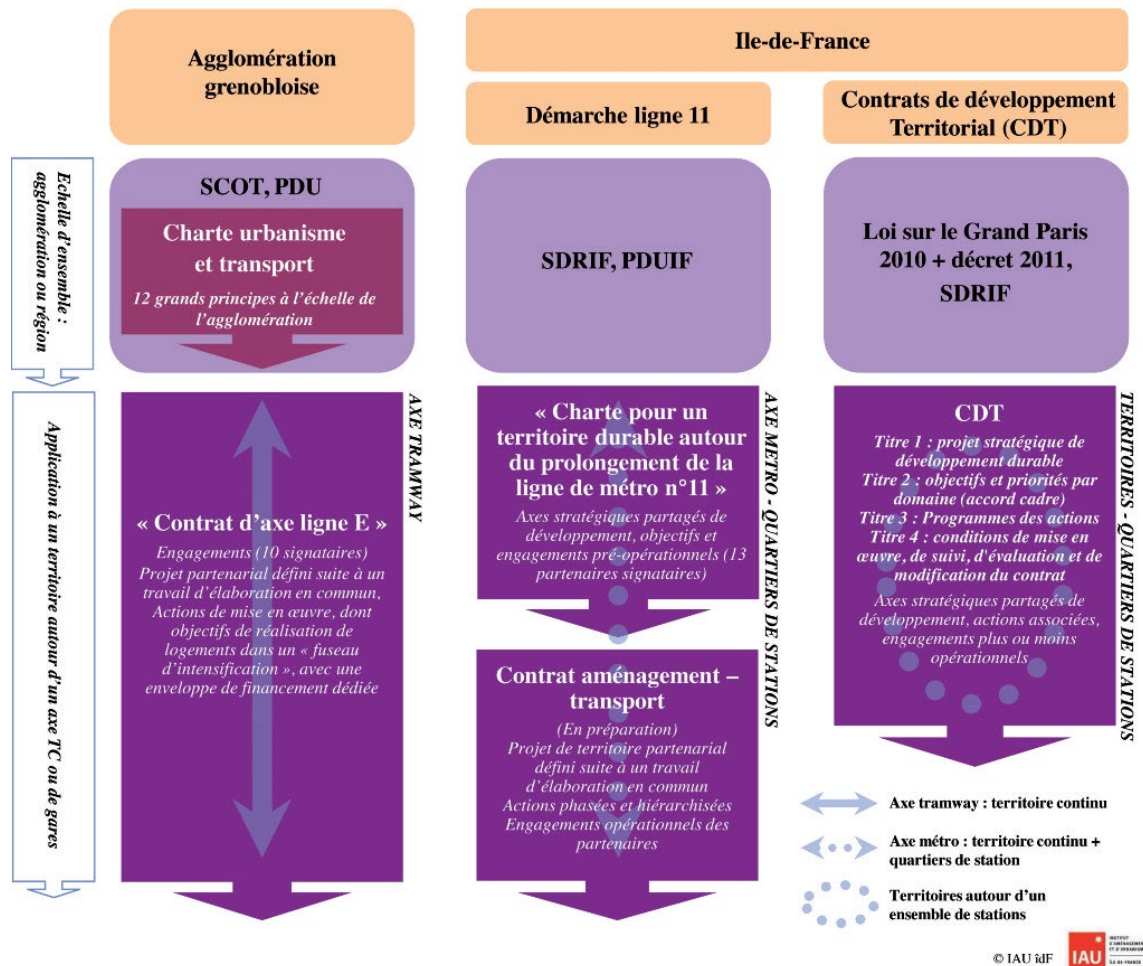 Agglomération
grenobloise
Ile-de-France
Démarche ligne 11
Contrats de développement
Territorial (CDT)
Echelle d'ensemble :
agglomération ou région
SCOT, PDU
Charte urbanisme
et transport
12 grands principes à l'échelle de
l'agglomération
SDRIF, PDUIF
Loi sur le Grand Paris
2010 + décret 2011,
SDRIF
Application à un territoire autour d'un axe TC ou de gares
« Contrat d'axe ligne E »
Engagements (10 signataires)
Projet partenarial défini suite à un
travail d'élaboration en commun,
Actions de mise en œuvre, dont
objectifs de réalisation de
logements dans un « fuseau
d'intensification », avec une
enveloppe de financement dédiée
AXE TRAMWAY
« Charte pour un
territoire durable autour
du prolongement de la
ligne de métro n°11 »
Axes stratégiques partagés de
développement, objectifs et
engagements pré-opérationnels (13
partenaires signataires)
Contrat aménagement –
transport
(En préparation)
Projet de territoire partenarial
défini suite à un travail
d'élaboration en commun
Actions phasées et hiérarchisées
Engagements opérationnels des
partenaires
AXE METRO - QUARTIERS DE STATIONS
CDT
Titre 1 : projet stratégique de
développement durable
Titre 2 : objectifs et priorités par
domaine (accord cadre)
Titre 3 : Programmes des actions
Titre 4 : conditions de mise en
œuvre, de suivi, d'évaluation et de
modification du contrat
Axes stratégiques partagés de
développement, actions associées,
engagements plus ou moins
opérationnels
TERRITOIRES - QUARTIERS DE STATIONS
Axe tramway : territoire continu
Axe métro : territoire continu +
quartiers de station
Territoires autour d'un
ensemble de stations
© IAU îdF
IAU
INSTITUT
D'AMÉNAGEMENT
ET D'URBANISME
ÎLE-DE-FRANCE